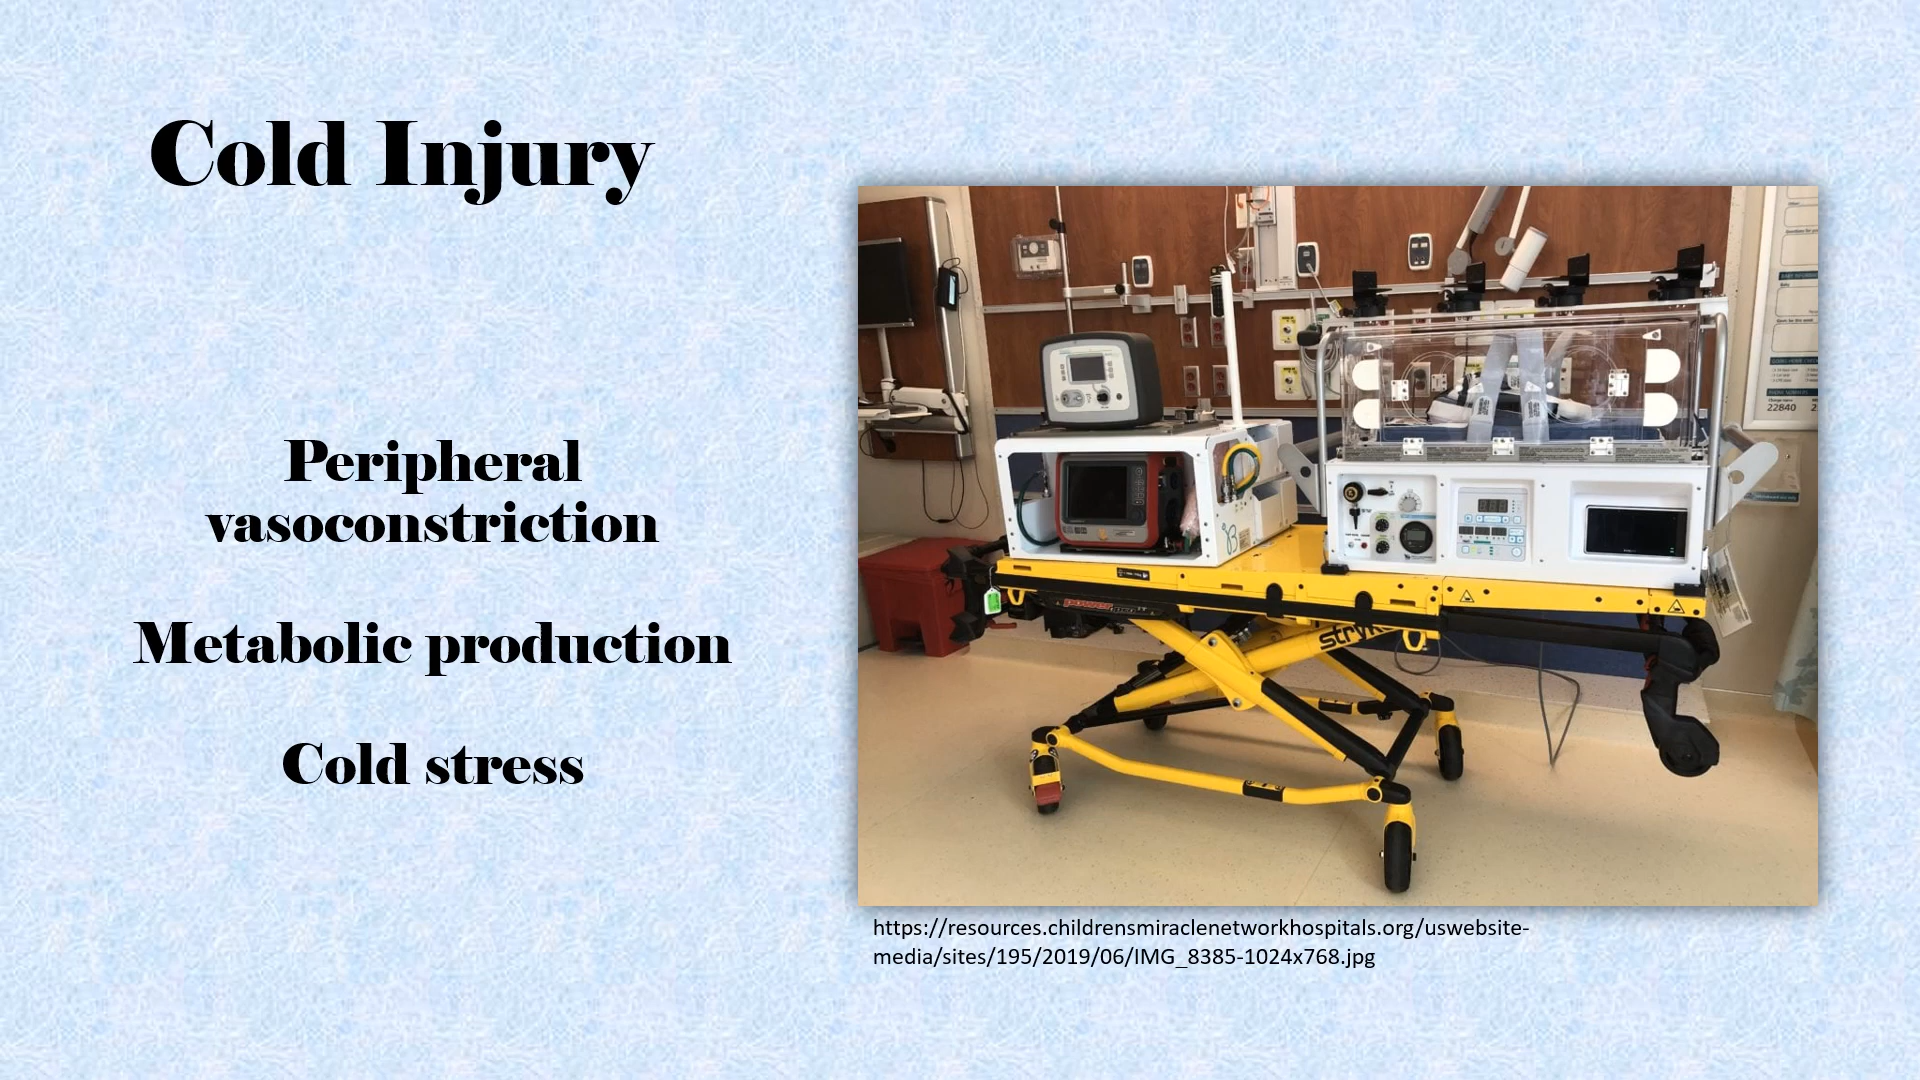 Cold Injury
Peripheral
vasoconstriction
Metabolic production
Cold stress
22840
https://resources.childrensmiraclenetworkhospitals.org/uswebsite-
media/sites/195/2019/06/IMG_8385-1024x768.jpg